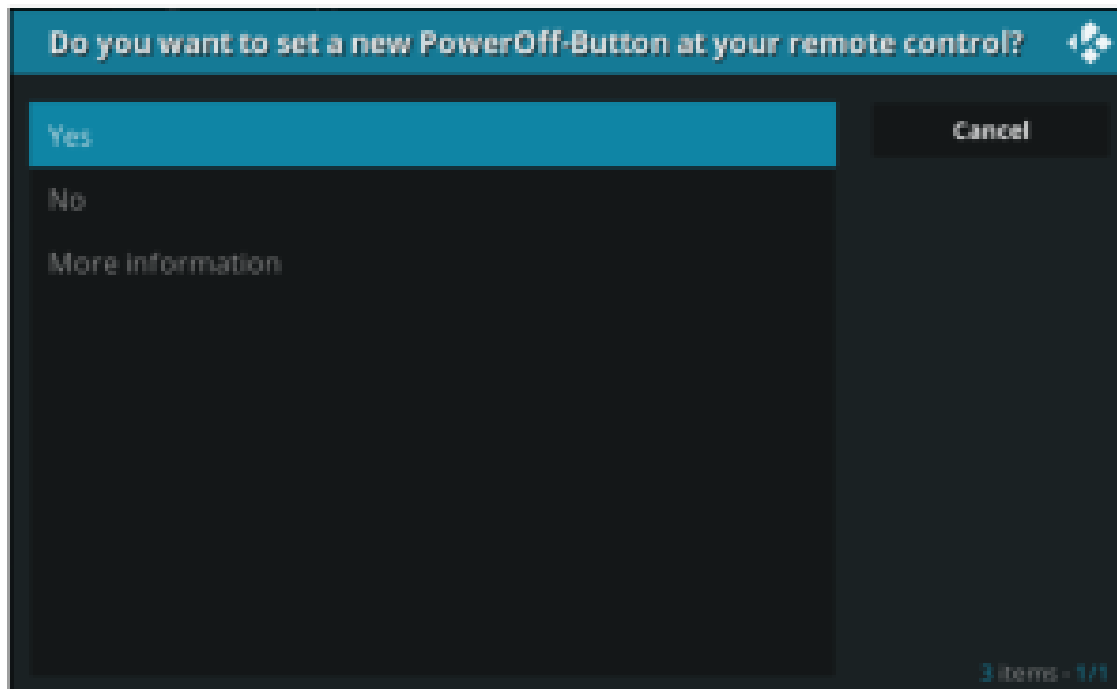 Do you want to set a new PowerOff-Button at your remote control?
Yes
Cancel
No
More information
3 items - 1/1